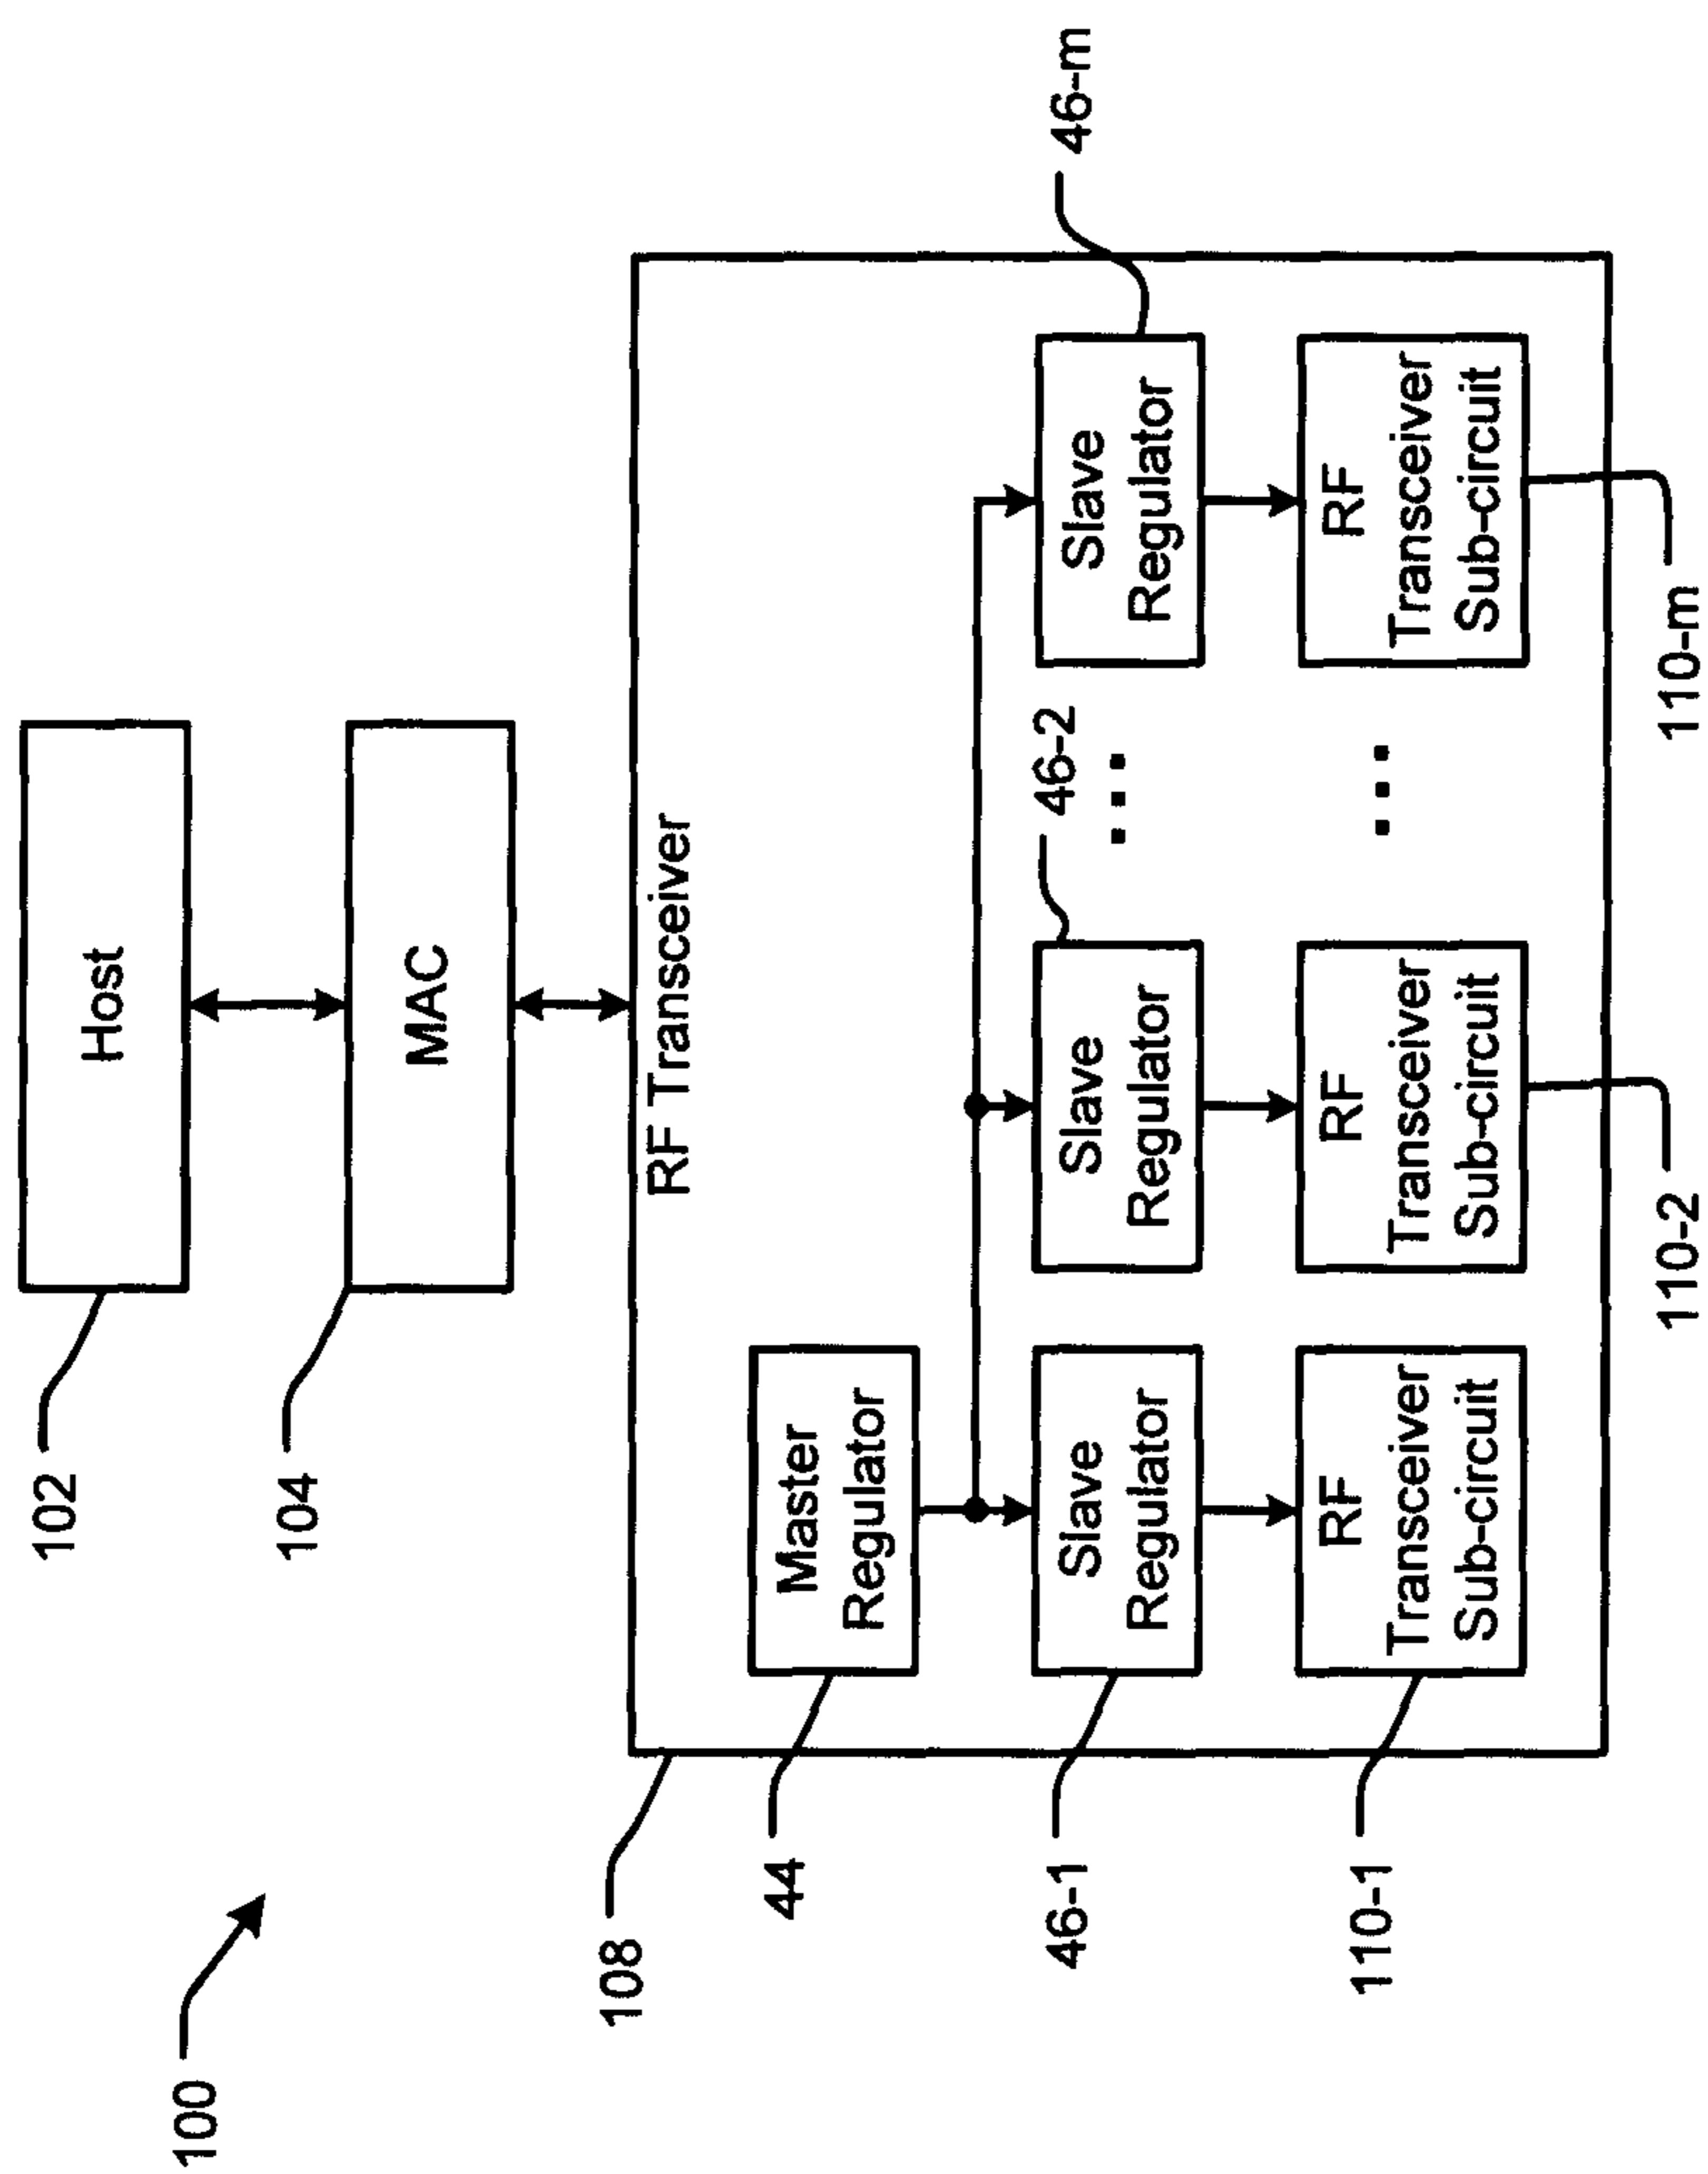 100
102
Host
104
MAC
108
RF Transceiver
44
Master
Regulator
46-1
Slave
Regulator
46-2
Slave
Regulator
...
46-m
Slave
Regulator
110-1
RF
Transceiver
Sub-circuit
110-2
RF
Transceiver
Sub-circuit
...
110-m
RF
Transceiver
Sub-circuit